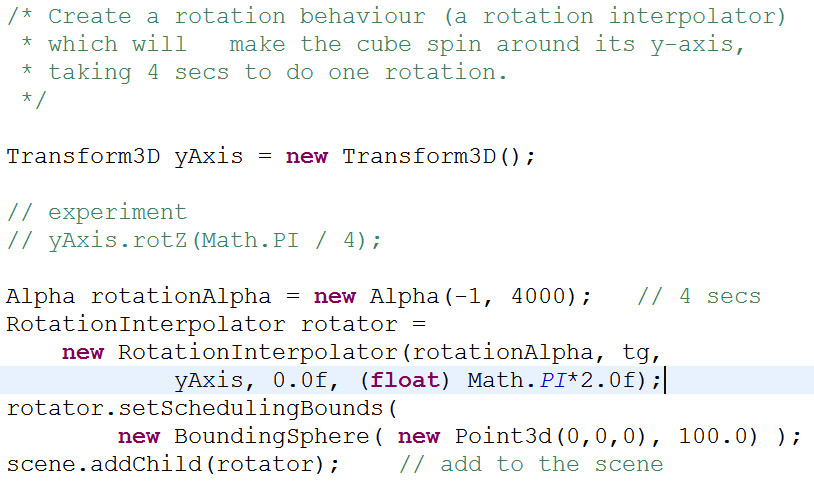 /* Create a rotation behaviour (a rotation interpolator)
 * which will   make the cube spin around its y-axis,
 * taking 4 secs to do one rotation.
 */
Transform3D yAxis = new Transform3D();
// experiment
// yAxis.rotZ(Math.PI / 4);
Alpha rotationAlpha = new Alpha(-1, 4000);   // 4 secs
RotationInterpolator rotator =
    new RotationInterpolator(rotationAlpha, tg,
            yAxis, 0.0f, (float) Math.PI*2.0f);
rotator.setSchedulingBounds(
        new BoundingSphere( new Point3d(0,0,0), 100.0) );
scene.addChild(rotator);    // add to the scene